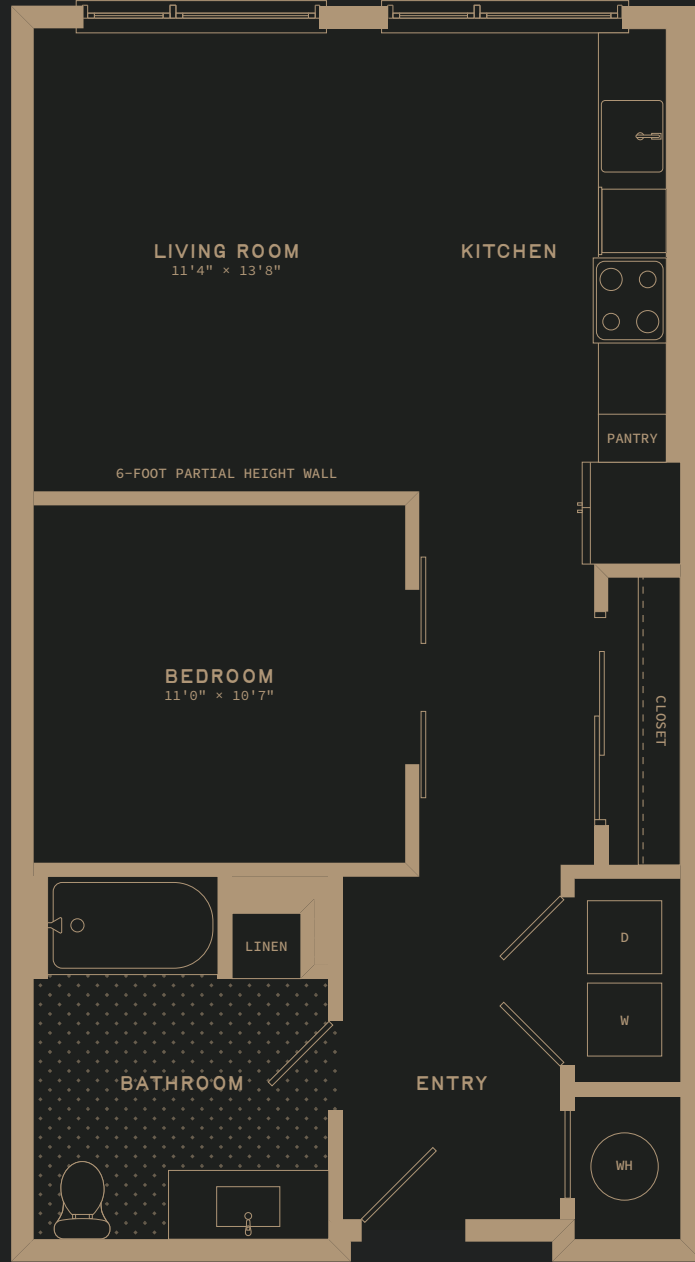 LIVING ROOM
11'4" × 13'8"
KITCHEN
PANTRY
6-FOOT PARTIAL HEIGHT WALL
BEDROOM
11'0" × 10'7"
CLOSET
LINEN
D
W
BATHROOM
ENTRY
WH